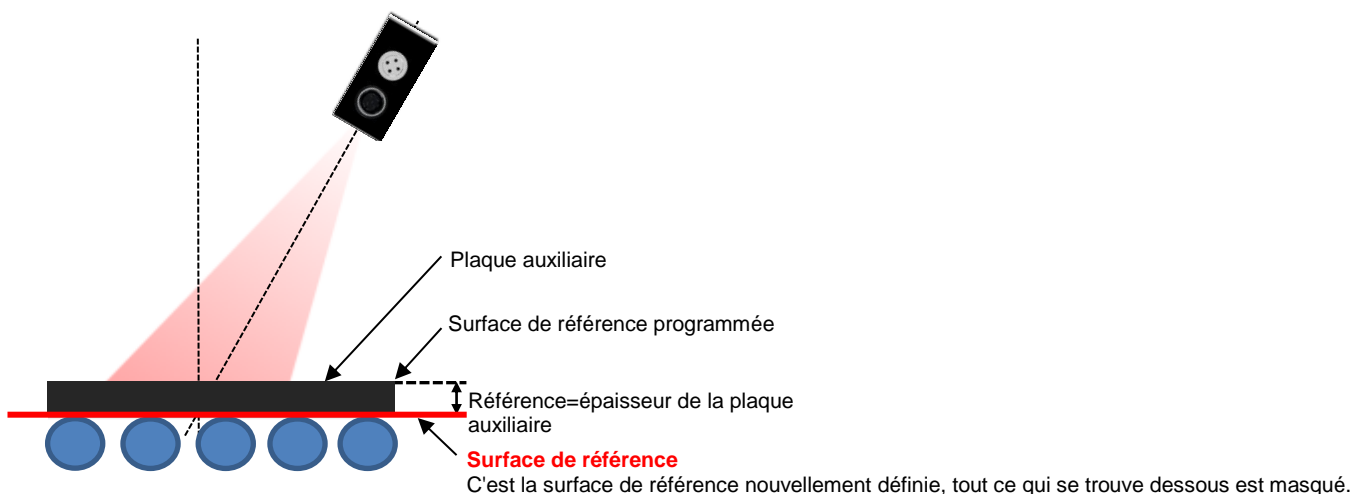 Plaque auxiliaire
Surface de référence programmée
Référence=épaisseur de la plaque
auxiliaire
Surface de référence
C'est la surface de référence nouvellement définie, tout ce qui se trouve dessous est masqué.